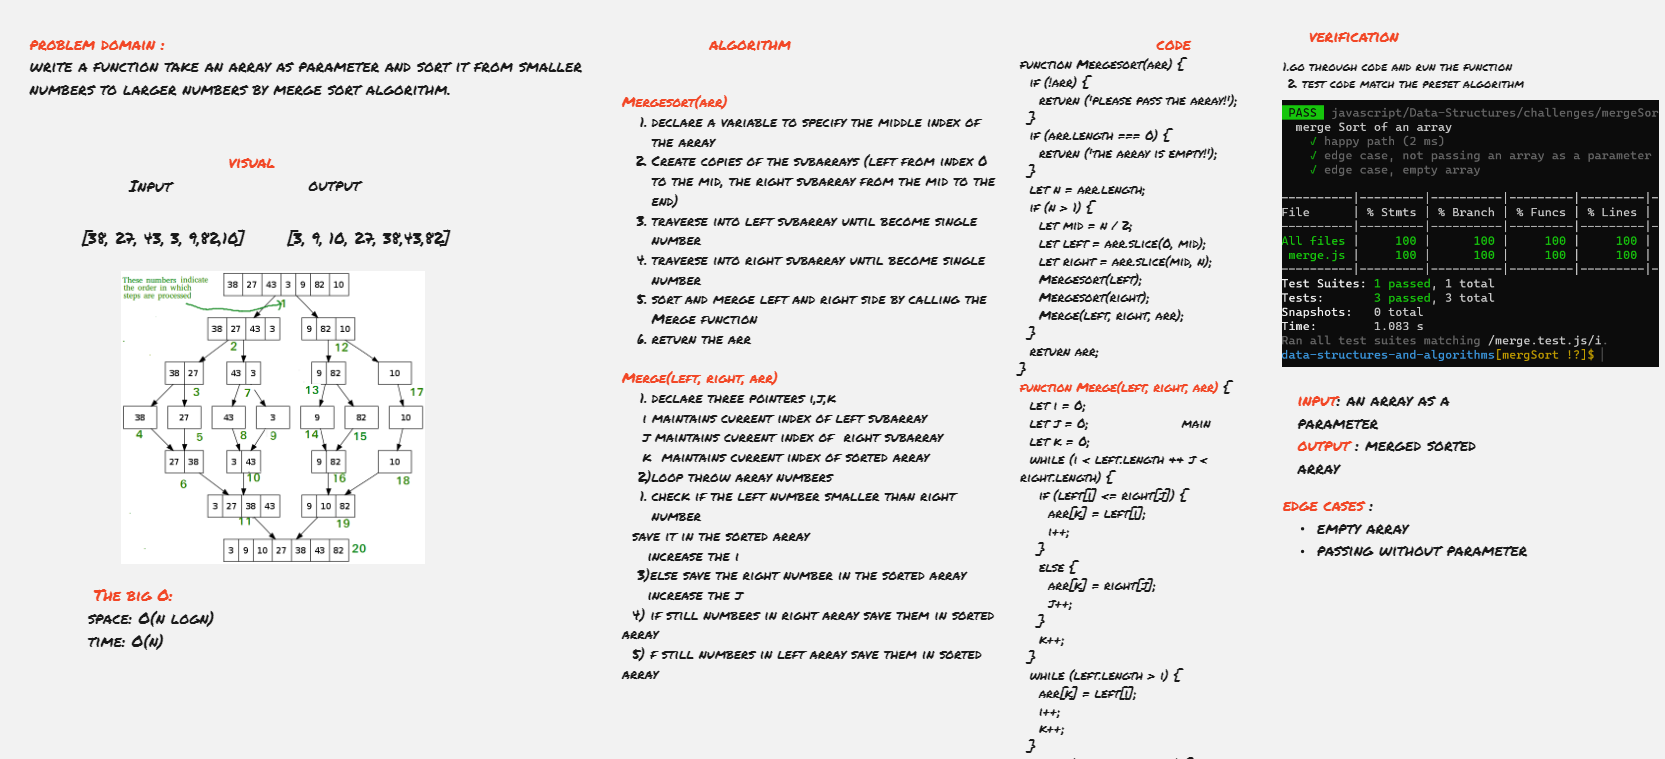 PROBLEM DOMAIN :
WRITE A FUNCTION TAKE AN ARRAY AS PARAMETER AND SORT IT FROM SMALLER
NUMBERS TO LARGER NUMBERS BY MERGE SORT ALGORITHM.
VISUAL
INPUT OUTPUT
[38, 27, 43, 3, 9,82,10] [3, 9, 10, 27, 38,43,82]
These numbers indicate
the order in which
steps are processed
38 27 43 3 9 82 10
1
38 27 43 3 9 82 10
2 12
38 27 43 3 9 82 10
3 7 13 17
38 27 43 3 9 82 10
4 5 8 9 14 15
27 38 3 43 9 82 10
6 10 16 18
3 27 38 43 9 10 82
11 19
3 9 10 27 38 43 82 20
THE BIG O:
SPACE: O(N LOGN)
TIME: O(N)
ALGORITHM
MERGESORT(ARR)
1. DECLARE A VARIABLE TO SPECIFY THE MIDDLE INDEX OF
THE ARRAY
2. CREATE COPIES OF THE SUBARRAYS (LEFT FROM INDEX 0
TO THE MID, THE RIGHT SUBARRAY FROM THE MID TO THE
END)
3. TRAVERSE INTO LEFT SUBARRAY UNTIL BECOME SINGLE
NUMBER
4. TRAVERSE INTO RIGHT SUBARRAY UNTIL BECOME SINGLE
NUMBER
5. SORT AND MERGE LEFT AND RIGHT SIDE BY CALLING THE
MERGE FUNCTION
6. RETURN THE ARR
MERGE(LEFT, RIGHT, ARR)
1. DECLARE THREE POINTERS I,J,K
I MAINTAINS CURRENT INDEX OF LEFT SUBARRAY
J MAINTAINS CURRENT INDEX OF RIGHT SUBARRAY
K MAINTAINS CURRENT INDEX OF SORTED ARRAY
2)LOOP THROW ARRAY NUMBERS
1. CHECK IF THE LEFT NUMBER SMALLER THAN RIGHT
NUMBER
SAVE IT IN THE SORTED ARRAY
INCREASE THE I
3)ELSE SAVE THE RIGHT NUMBER IN THE SORTED ARRAY
INCREASE THE J
4) IF STILL NUMBERS IN RIGHT ARRAY SAVE THEM IN SORTED
ARRAY
5) F STILL NUMBERS IN LEFT ARRAY SAVE THEM IN SORTED
ARRAY
CODE
FUNCTION MERGESORT(ARR) {
IF (!ARR) {
RETURN ('PLEASE PASS THE ARRAY!!');
}
IF (ARR.LENGTH === 0) {
RETURN ('THE ARRAY IS EMPTY!!');
}
LET N = ARR.LENGTH;
IF (N > 1) {
LET MID = N / 2;
LET LEFT = ARR.SLICE(0, MID);
LET RIGHT = ARR.SLICE(MID, N);
MERGESORT(LEFT);
MERGESORT(RIGHT);
MERGE(LEFT, RIGHT, ARR);
}
RETURN ARR;
}
FUNCTION MERGE(LEFT, RIGHT, ARR) {
LET I = 0;
LET J = 0; MAIN
LET K = 0;
WHILE (I < LEFT.LENGTH && J <
RIGHT.LENGTH) {
IF (LEFT[I] <= RIGHT[J]) {
ARR[K] = LEFT[I];
I++;
}
ELSE {
ARR[K] = RIGHT[J];
J++;
}
K++;
}
WHILE (LEFT.LENGTH > I) {
ARR[K] = LEFT[I];
I++;
K++;
}
VERIFICATION
1.GO THROUGH CODE AND RUN THE FUNCTION
2. TEST CODE MATCH THE PRESET ALGORITHM
PASS javascript/Data-Structures/challenges/mergeSor
merge Sort of an array
√ happy path (2 ms)
√ edge case, not passing an array as a parameter
√ edge case, empty array
----------|---------|----------|---------|---------|-
File | % Stmts | % Branch | % Funcs | % Lines |
----------|---------|----------|---------|---------|-
All files | 100 | 100 | 100 | 100 |
merge.js | 100 | 100 | 100 | 100 |
----------|---------|----------|---------|---------|-
Test Suites: 1 passed, 1 total
Tests: 3 passed, 3 total
Snapshots: 0 total
Time: 1.083 s
Ran all test suites matching /merge.test.js/i.
data-structures-and-algorithms[mergSort !?]$
INPUT: AN ARRAY AS A
PARAMETER
OUTPUT : MERGED SORTED
ARRAY
EDGE CASES :
• EMPTY ARRAY
• PASSING WITHOUT PARAMETER